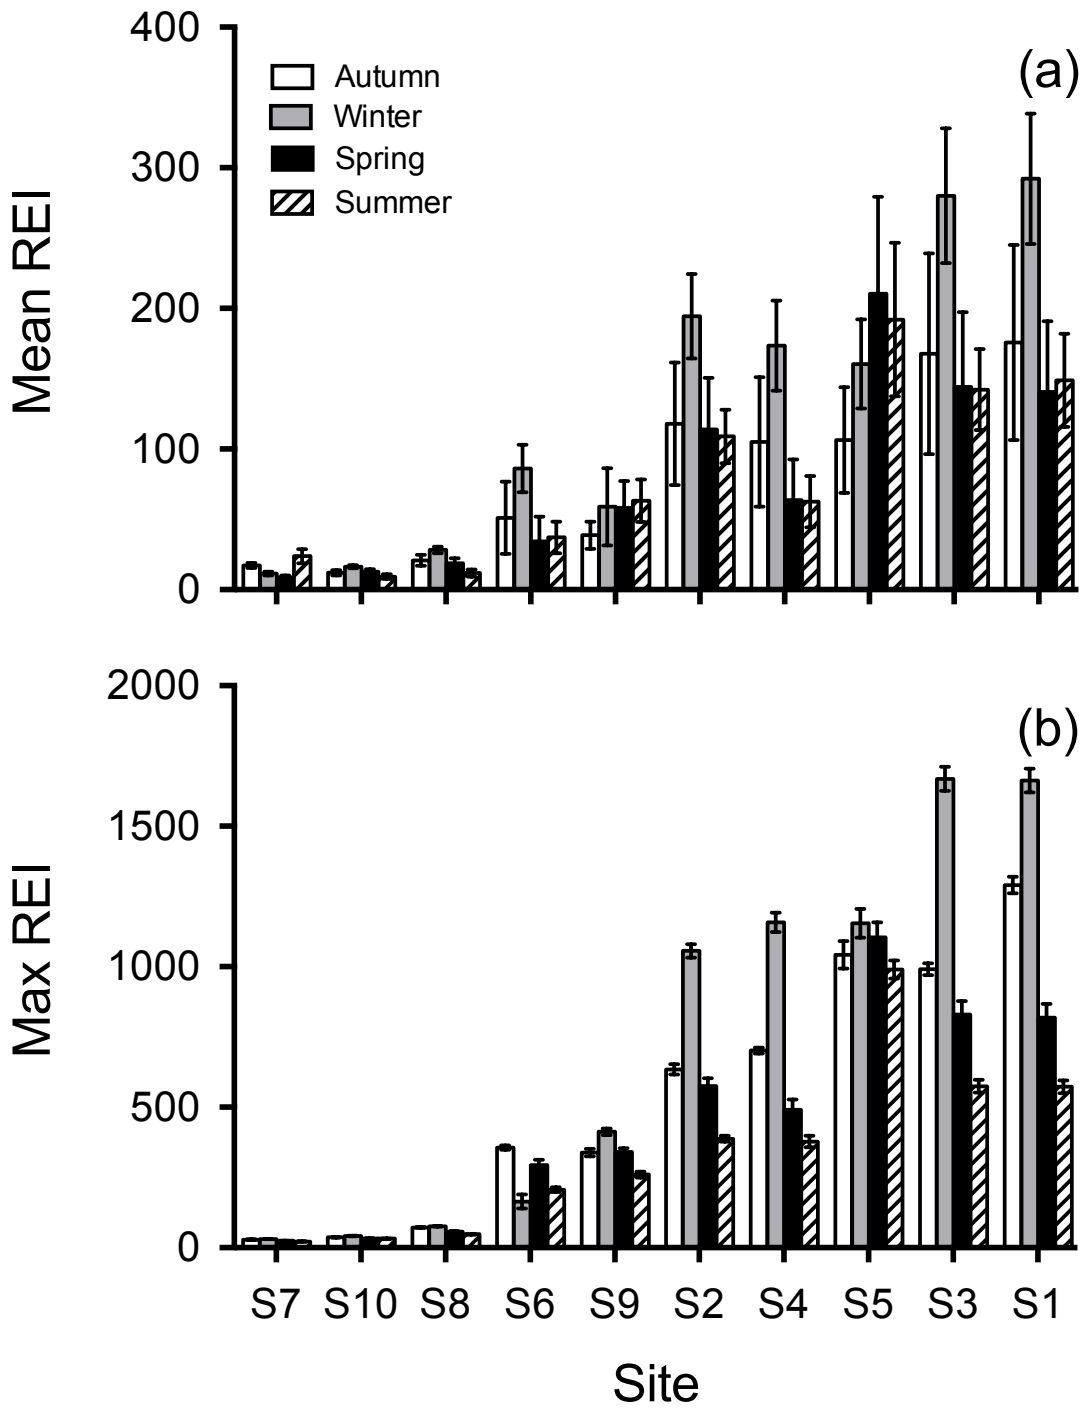 400
300
200
100
0
Mean REI
(a)
Autumn
Winter
Spring
Summer
2000
1500
1000
500
0
Max REI
(b)
S7 S10 S8 S6 S9 S2 S4 S5 S3 S1
Site